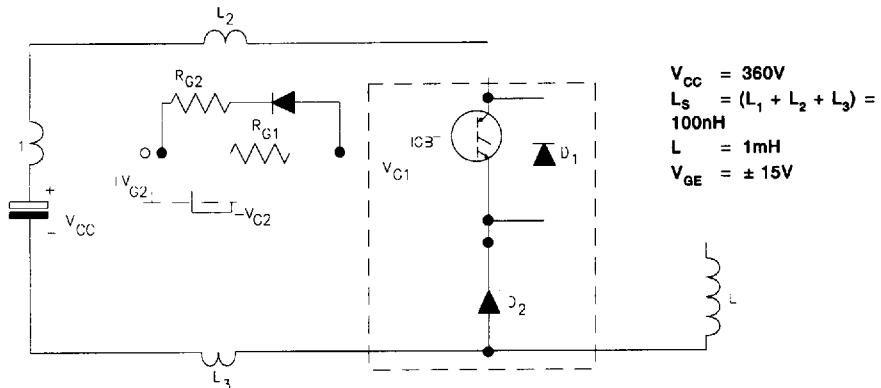 L2
RG2
RG1
VCC = 360V
LS = (L1 + L2 + L3) =
100nH
L = 1mH
VGE = ± 15V
D1
VG1
1
+
VCC
−
−VG2
D2
L3